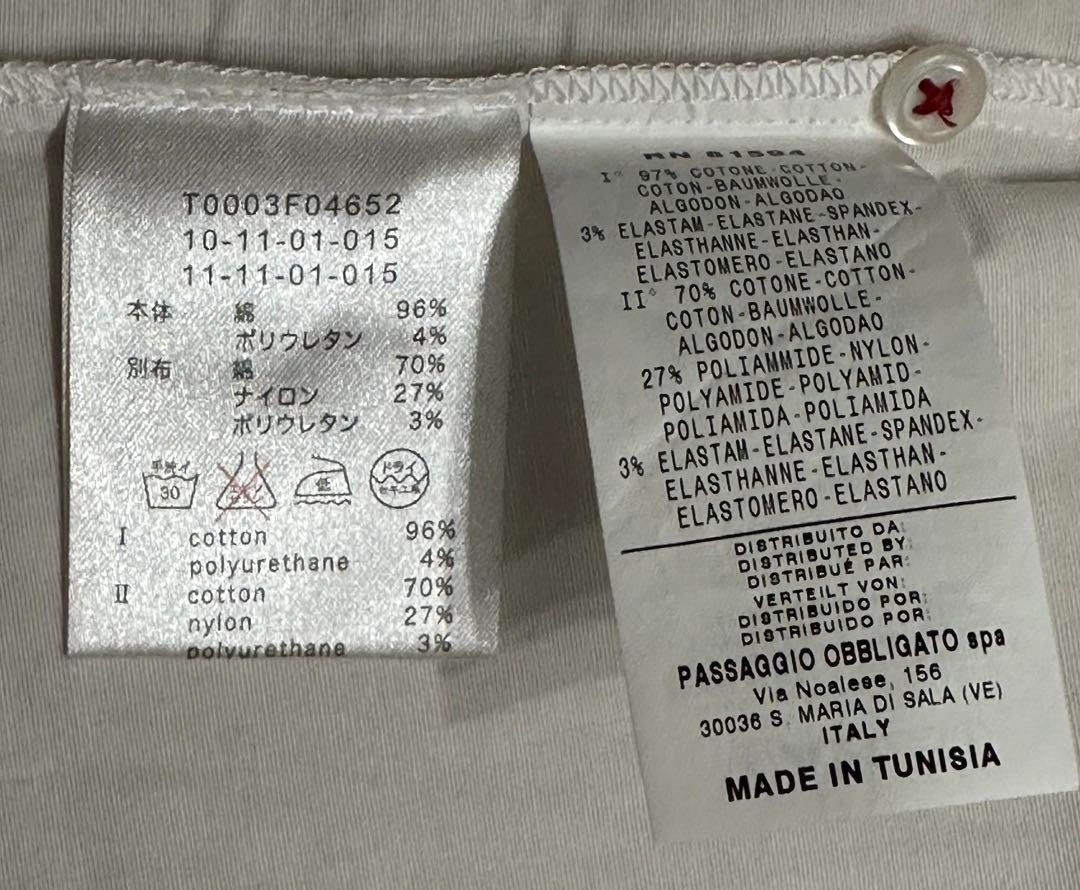 T0003F04652
10-11-01-015
11-11-01-015
本体 綿 96%
ポリウレタン 4%
別布 綿 70%
ナイロン 27%
ポリウレタン 3%
手洗イ
30
低
ドライ
I cotton 96%
polyurethane 4%
II cotton 70%
nylon 27%
polyurethane 3%
RN 81594
I° 97% COTONE-COTTON-
COTON-BAUMWOLLE-
ALGODON-ALGODAO
3% ELASTAM-ELASTANE-SPANDEX-
ELASTHANNE-ELASTHAN-
ELASTOMERO-ELASTANO
II° 70% COTONE-COTTON-
COTON-BAUMWOLLE-
ALGODON-ALGODAO
27% POLIAMMIDE-NYLON-
POLYAMIDE-POLYAMID-
POLIAMIDA-POLIAMIDA
3% ELASTAM-ELASTANE-SPANDEX-
ELASTHANNE-ELASTHAN-
ELASTOMERO-ELASTANO
DISTRIBUITO DA:
DISTRIBUTED BY:
DISTRIBUÉ PAR:
VERTEILT VON:
DISTRIBUIDO POR:
DISTRIBUIDO POR:
PASSAGGIO OBBLIGATO spa
Via Noalese, 156
30036 S. MARIA DI SALA (VE)
ITALY
MADE IN TUNISIA